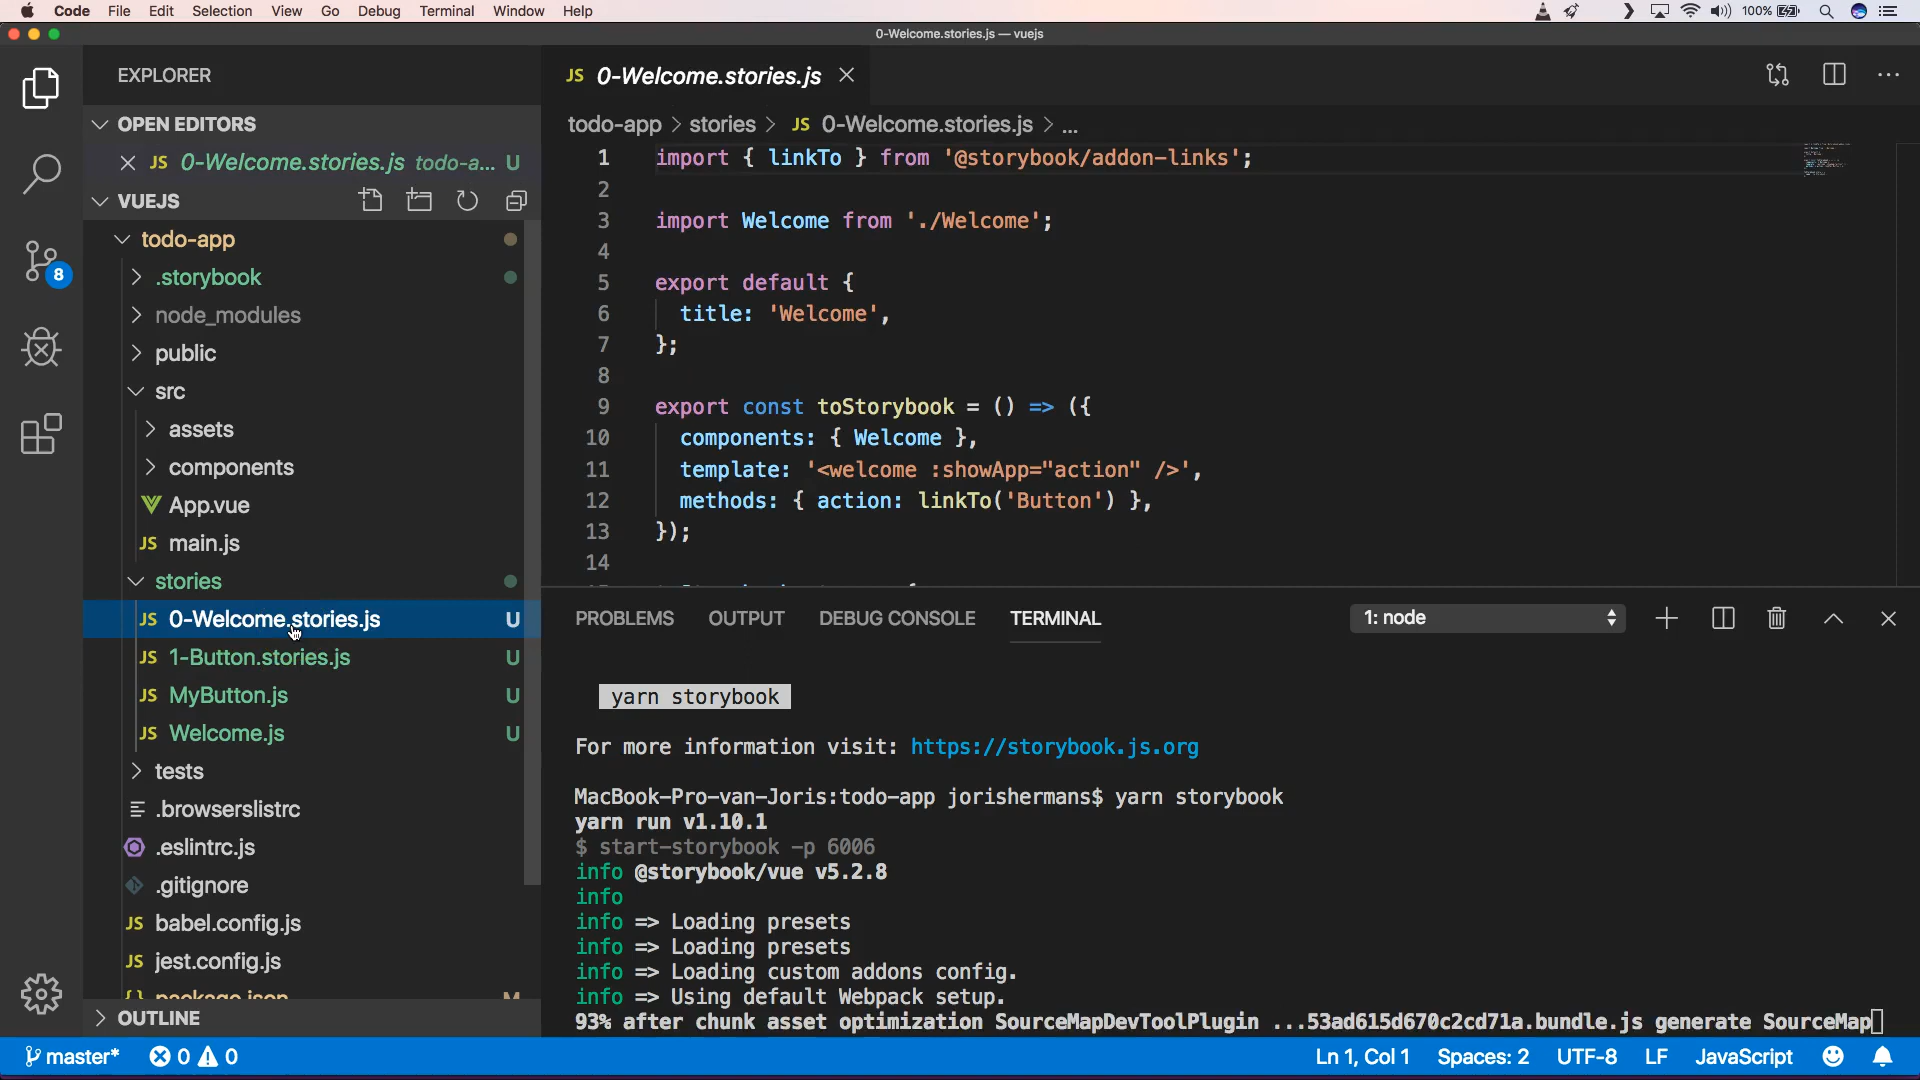 Code File Edit Selection View Go Debug Terminal Window Help 100%
0-Welcome.stories.js — vuejs
EXPLORER
OPEN EDITORS
JS 0-Welcome.stories.js todo-a... U
VUEJS
todo-app
.storybook
node_modules
public
src
assets
components
App.vue
JS main.js
stories
JS 0-Welcome.stories.js U
JS 1-Button.stories.js U
JS MyButton.js U
JS Welcome.js U
tests
.browserslistrc
.eslintrc.js
.gitignore
JS babel.config.js
JS jest.config.js
{} package.json M
OUTLINE
8
JS 0-Welcome.stories.js
todo-app > stories > JS 0-Welcome.stories.js > ...
1 import { linkTo } from '@storybook/addon-links';
2
3 import Welcome from './Welcome';
4
5 export default {
6 title: 'Welcome',
7 };
8
9 export const toStorybook = () => ({
10 components: { Welcome },
11 template: '<welcome :showApp="action" />',
12 methods: { action: linkTo('Button') },
13 });
14
PROBLEMS OUTPUT DEBUG CONSOLE TERMINAL 1: node
yarn storybook
For more information visit: https://storybook.js.org
MacBook-Pro-van-Joris:todo-app jorishermans$ yarn storybook
yarn run v1.10.1
$ start-storybook -p 6006
info @storybook/vue v5.2.8
info
info => Loading presets
info => Loading presets
info => Loading custom addons config.
info => Using default Webpack setup.
93% after chunk asset optimization SourceMapDevToolPlugin ...53ad615d670c2cd71a.bundle.js generate SourceMap
master* 0 0 Ln 1, Col 1 Spaces: 2 UTF-8 LF JavaScript